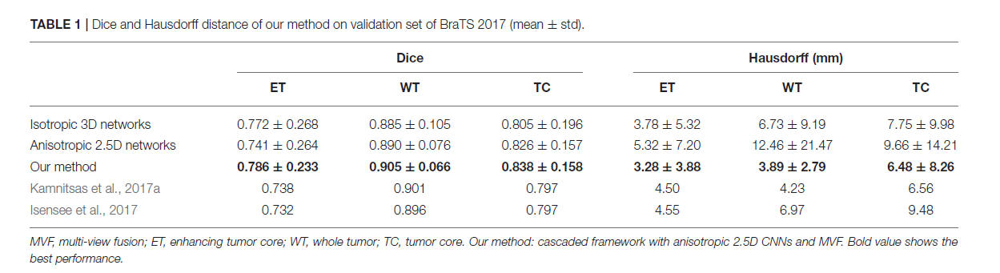 TABLE 1 | Dice and Hausdorff distance of our method on validation set of BraTS 2017 (mean ± std).
Dice Hausdorff (mm)
ET WT TC ET WT TC
Isotropic 3D networks 0.772 ± 0.268 0.885 ± 0.105 0.805 ± 0.196 3.78 ± 5.32 6.73 ± 9.19 7.75 ± 9.98
Anisotropic 2.5D networks 0.741 ± 0.264 0.890 ± 0.076 0.826 ± 0.157 5.32 ± 7.20 12.46 ± 21.47 9.66 ± 14.21
Our method 0.786 ± 0.233 0.905 ± 0.066 0.838 ± 0.158 3.28 ± 3.88 3.89 ± 2.79 6.48 ± 8.26
Kamnitsas et al., 2017a 0.738 0.901 0.797 4.50 4.23 6.56
Isensee et al., 2017 0.732 0.896 0.797 4.55 6.97 9.48
MVF, multi-view fusion; ET, enhancing tumor core; WT, whole tumor; TC, tumor core. Our method: cascaded framework with anisotropic 2.5D CNNs and MVF. Bold value shows the
best performance.